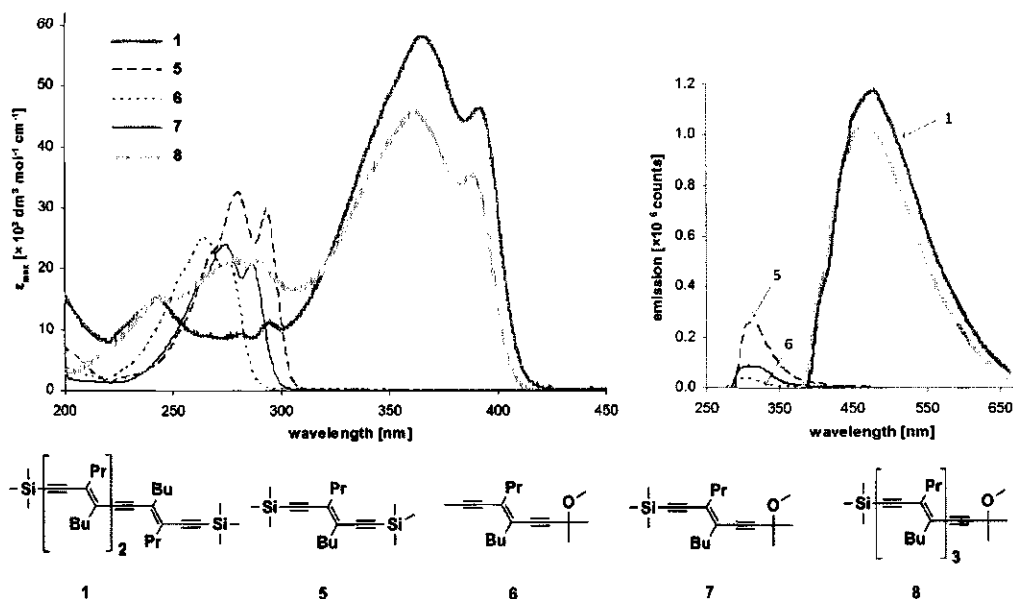 60
50
40
30
20
10
0
ε max [× 10³ dm³ mol⁻¹ cm⁻¹]
1
5
6
7
8
200 250 300 350 400 450
wavelength [nm]
1.2
1.0
0.8
0.6
0.4
0.2
0.0
emission [×10⁻⁶ counts]
1
5
6
250 350 450 550 650
wavelength [nm]
Si Pr Bu 2 Bu Pr Si
Si Pr Bu Si
Pr O Bu
Si Pr O Bu
Si Pr Bu 3 O
1 5 6 7 8